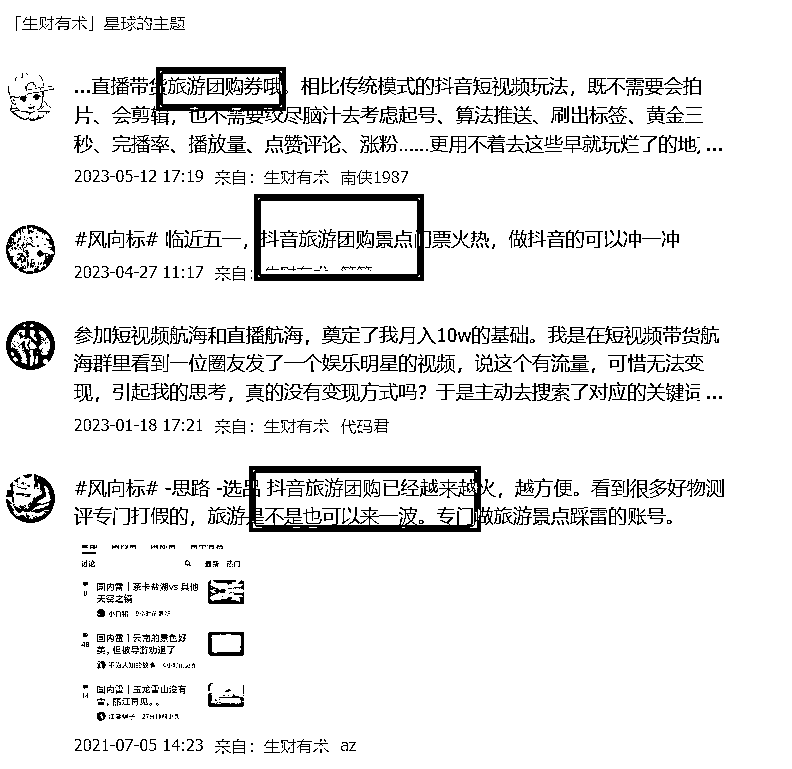 「生财有术」星球的主题
...直播带货旅游团购券哦。相比传统模式的抖音短视频玩法，既不需要会拍
片、会剪辑，也不需要绞尽脑汁去考虑起号、算法推送、刷出标签、黄金三
秒、完播率、播放量、点赞评论、涨粉......更用不着去这些早就玩烂了的地 ...
2023-05-12 17:19 来自：生财有术 南侠1987
#风向标# 临近五一，抖音旅游团购景点门票火热，做抖音的可以冲一冲
2023-04-27 11:17 来自：生财有术
参加短视频航海和直播航海，奠定了我月入10w的基础。我是在短视频带货航
海群里看到一位圈友发了一个娱乐明星的视频，说这个有流量，可惜无法变
现，引起我的思考，真的没有变现方式吗？于是主动去搜索了对应的关键词 ...
2023-01-18 17:21 来自：生财有术 代码君
#风向标# -思路 -选品 抖音旅游团购已经越来越火，越方便。看到很多好物测
评专门打假的，旅游是不是也可以来一波。专门做旅游景点踩雷的账号。
讨论 最新 热门
国内雷丨茶卡盐湖vs 其他
天空之镜
国内雷丨云南的景色好
美，但被导游劝退了
国内雷丨玉龙雪山没有
雪，丽江再见。。
2021-07-05 14:23 来自：生财有术 az